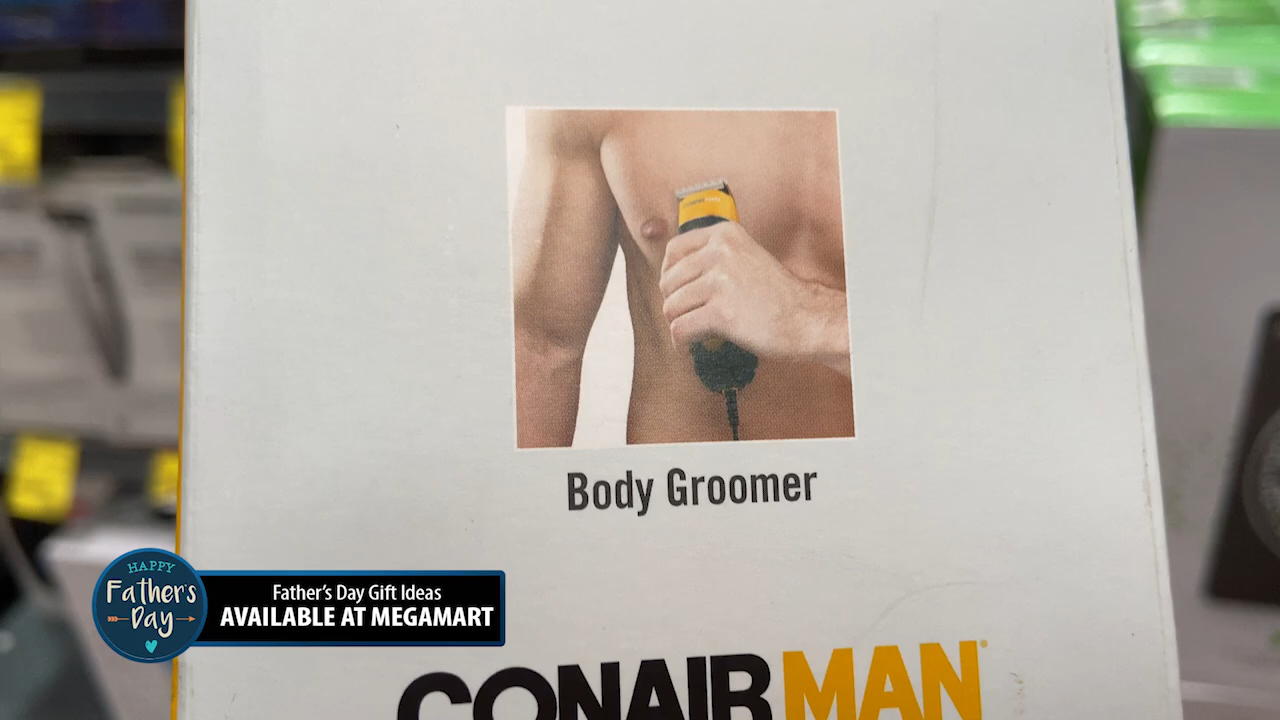 Body Groomer
HAPPY
Father's
Day
Father's Day Gift Ideas
AVAILABLE AT MEGAMART
CONAIR MAN